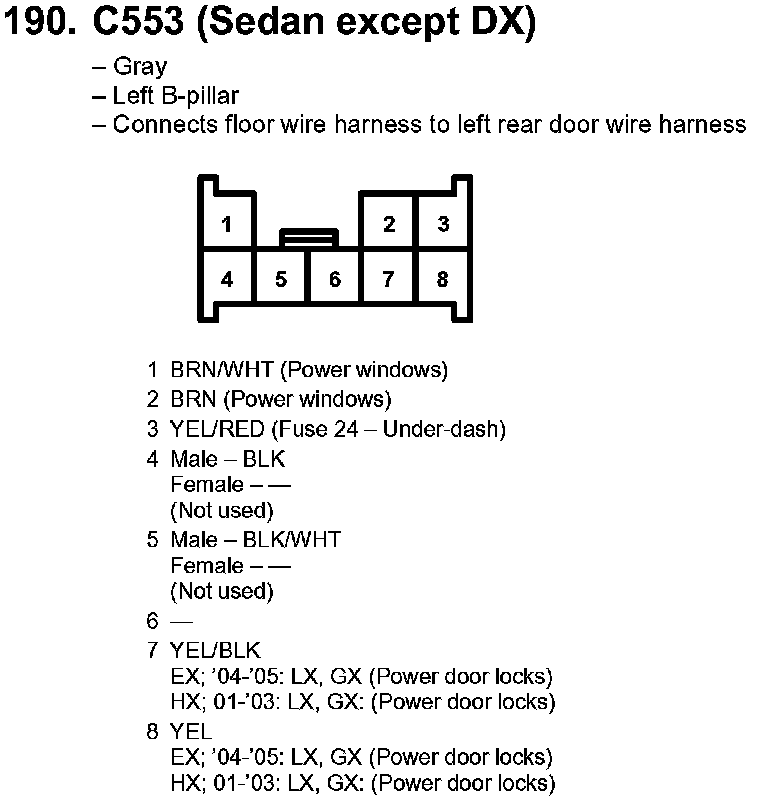 190. C553 (Sedan except DX)
– Gray
– Left B-pillar
– Connects floor wire harness to left rear door wire harness
1 2 3
4 5 6 7 8
1 BRN/WHT (Power windows)
2 BRN (Power windows)
3 YEL/RED (Fuse 24 – Under-dash)
4 Male – BLK
Female – —
(Not used)
5 Male – BLK/WHT
Female – —
(Not used)
6 —
7 YEL/BLK
EX; ’04-’05: LX, GX (Power door locks)
HX; 01-’03: LX, GX: (Power door locks)
8 YEL
EX; ’04-’05: LX, GX (Power door locks)
HX; 01-’03: LX, GX: (Power door locks)